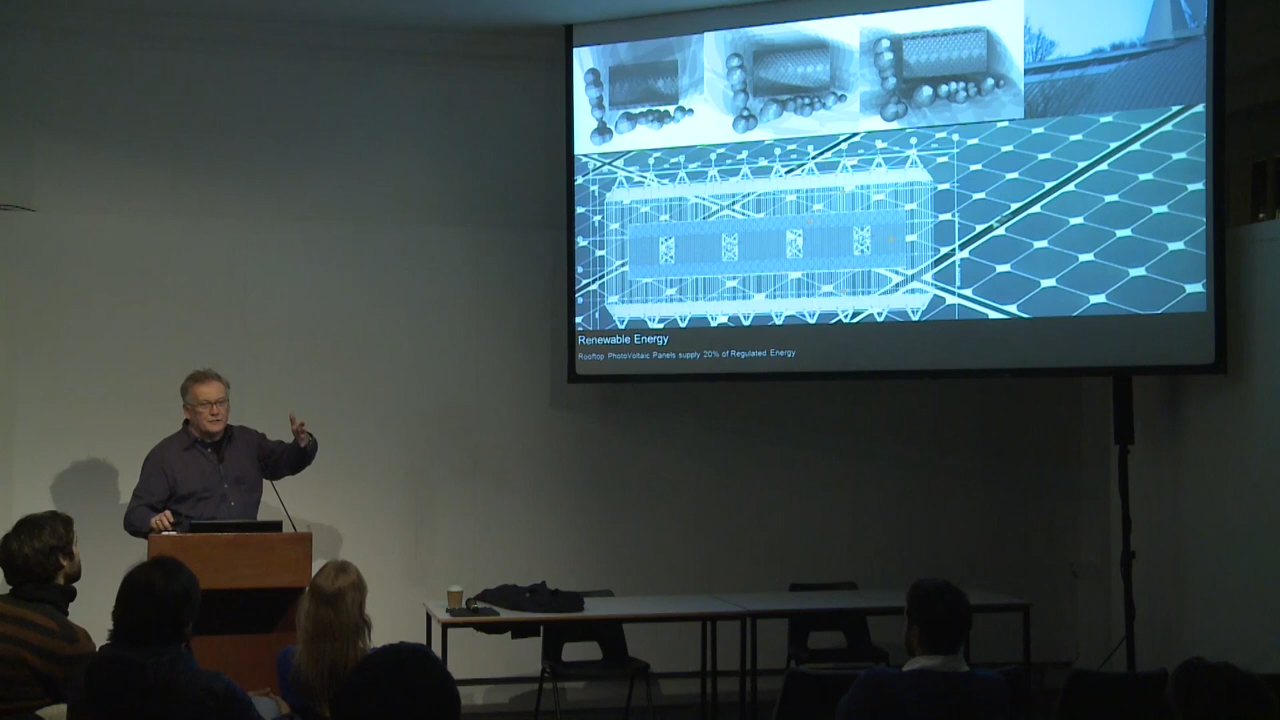 Renewable Energy
Rooftop PhotoVoltaic Panels supply 20% of Regulated Energy